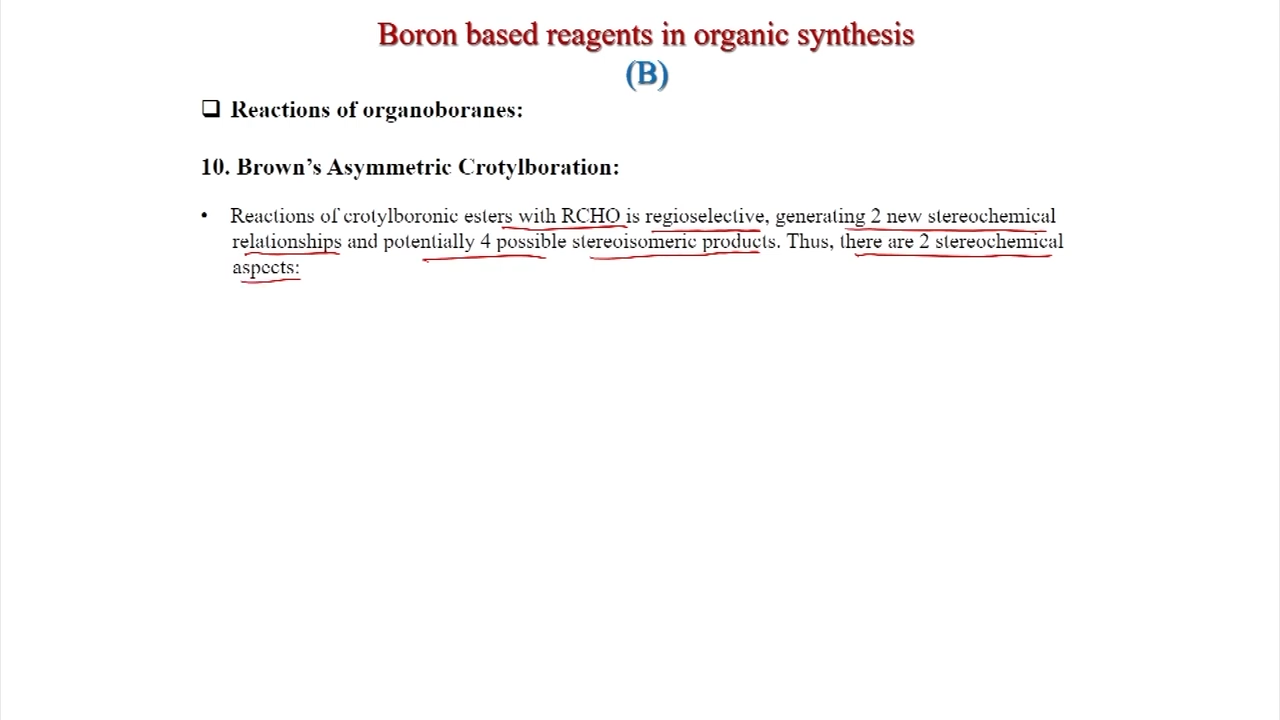 Boron based reagents in organic synthesis
(B)
❑ Reactions of organoboranes:
10. Brown's Asymmetric Crotylboration:
• Reactions of crotylboronic esters with RCHO is regioselective, generating 2 new stereochemical
relationships and potentially 4 possible stereoisomeric products. Thus, there are 2 stereochemical
aspects: